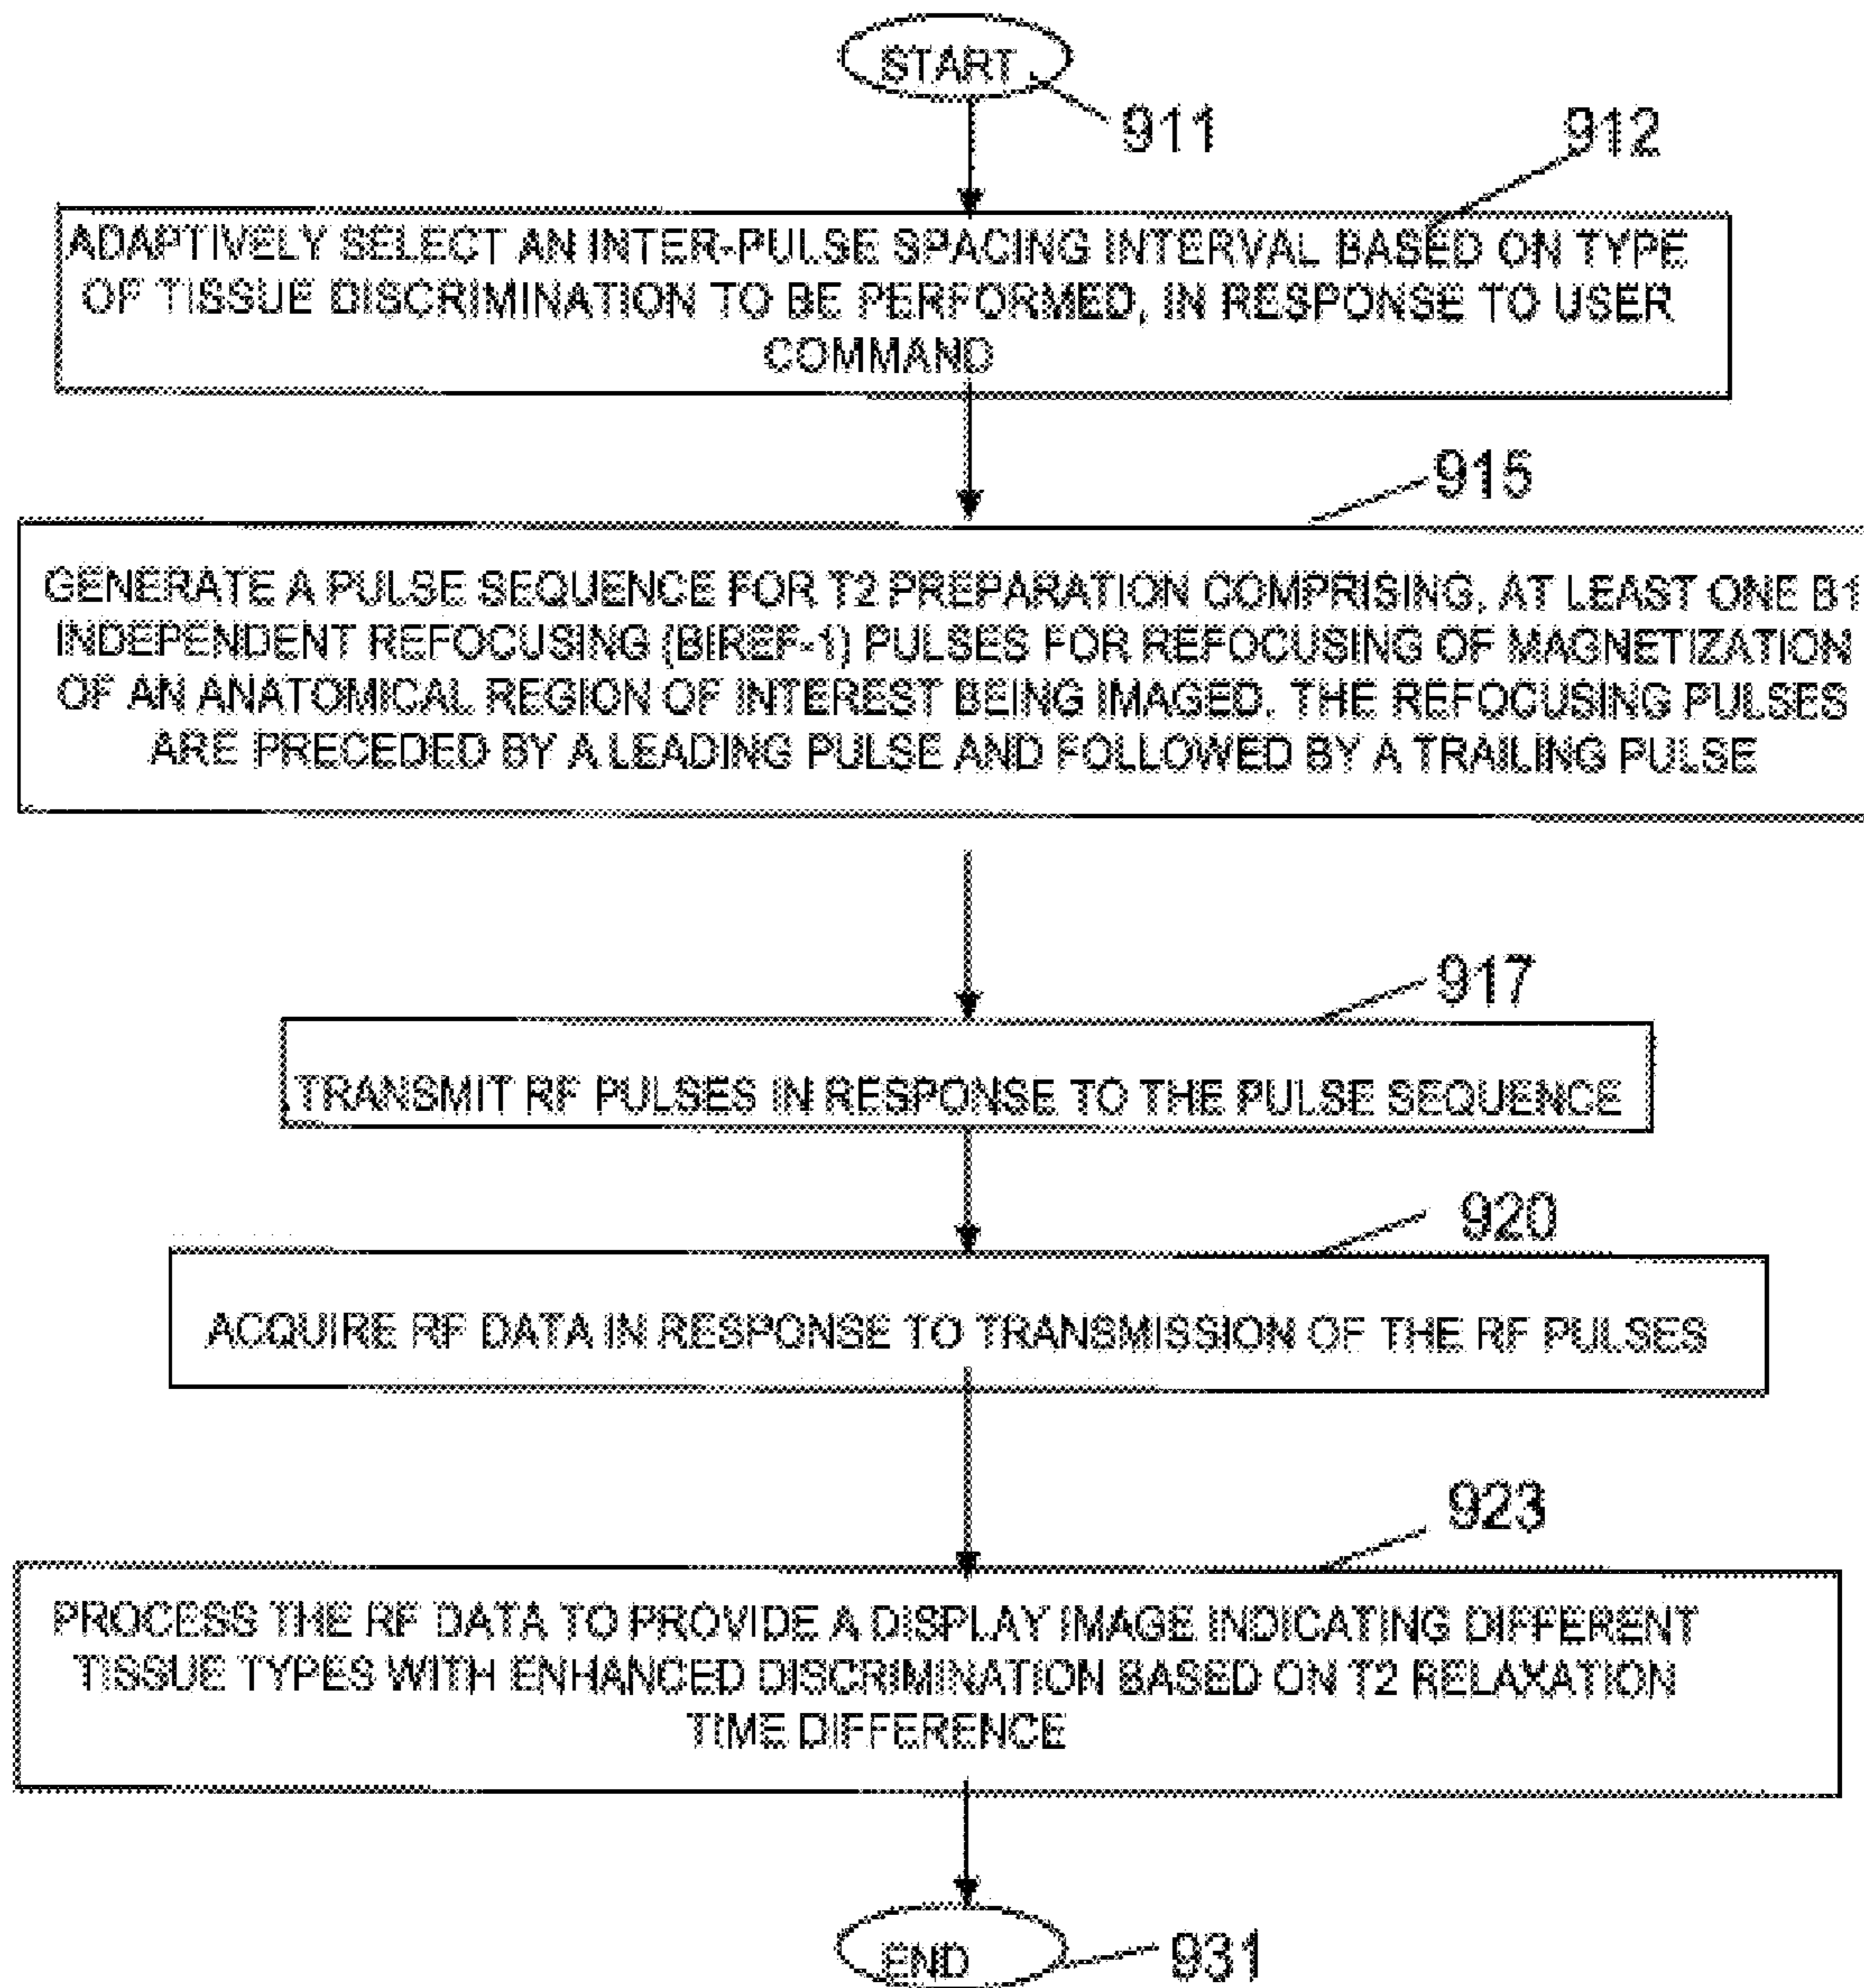 START
911
912
ADAPTIVELY SELECT AN INTER-PULSE SPACING INTERVAL BASED ON TYPE
OF TISSUE DISCRIMINATION TO BE PERFORMED, IN RESPONSE TO USER
COMMAND
915
GENERATE A PULSE SEQUENCE FOR T2 PREPARATION COMPRISING, AT LEAST ONE B1
INDEPENDENT REFOCUSING (BIREF-1) PULSES FOR REFOCUSING OF MAGNETIZATION
OF AN ANATOMICAL REGION OF INTEREST BEING IMAGED. THE REFOCUSING PULSES
ARE PRECEDED BY A LEADING PULSE AND FOLLOWED BY A TRAILING PULSE
917
TRANSMIT RF PULSES IN RESPONSE TO THE PULSE SEQUENCE
920
ACQUIRE RF DATA IN RESPONSE TO TRANSMISSION OF THE RF PULSES
923
PROCESS THE RF DATA TO PROVIDE A DISPLAY IMAGE INDICATING DIFFERENT
TISSUE TYPES WITH ENHANCED DISCRIMINATION BASED ON T2 RELAXATION
TIME DIFFERENCE
END
931